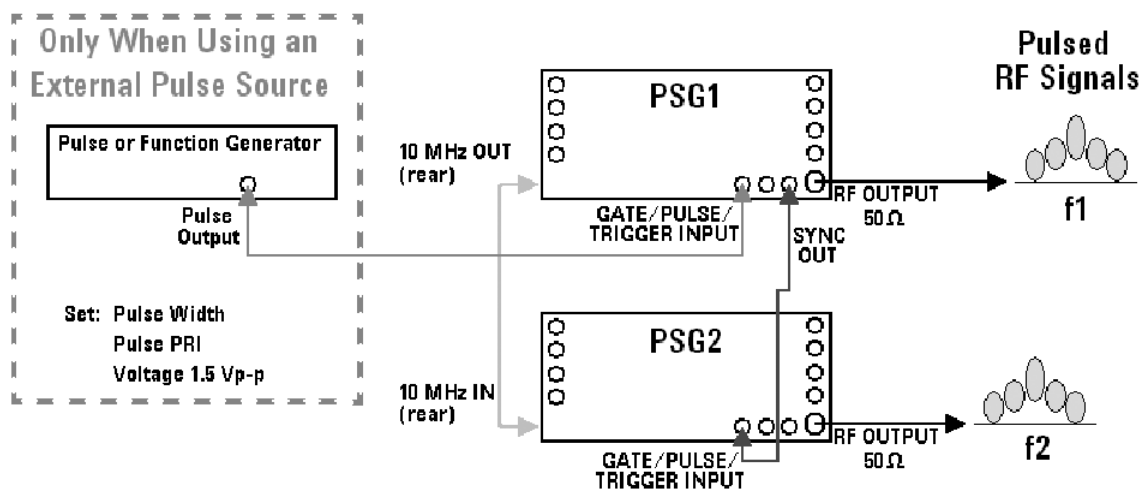 Only When Using an
External Pulse Source
Pulse or Function Generator
Pulse
Output
Set: Pulse Width
Pulse PRI
Voltage 1.5 Vp-p
10 MHz OUT
(rear)
PSG1
GATE/PULSE/
TRIGGER INPUT
SYNC
OUT
RF OUTPUT
50Ω
Pulsed
RF Signals
f1
10 MHz IN
(rear)
PSG2
GATE/PULSE/
TRIGGER INPUT
RF OUTPUT
50Ω
f2